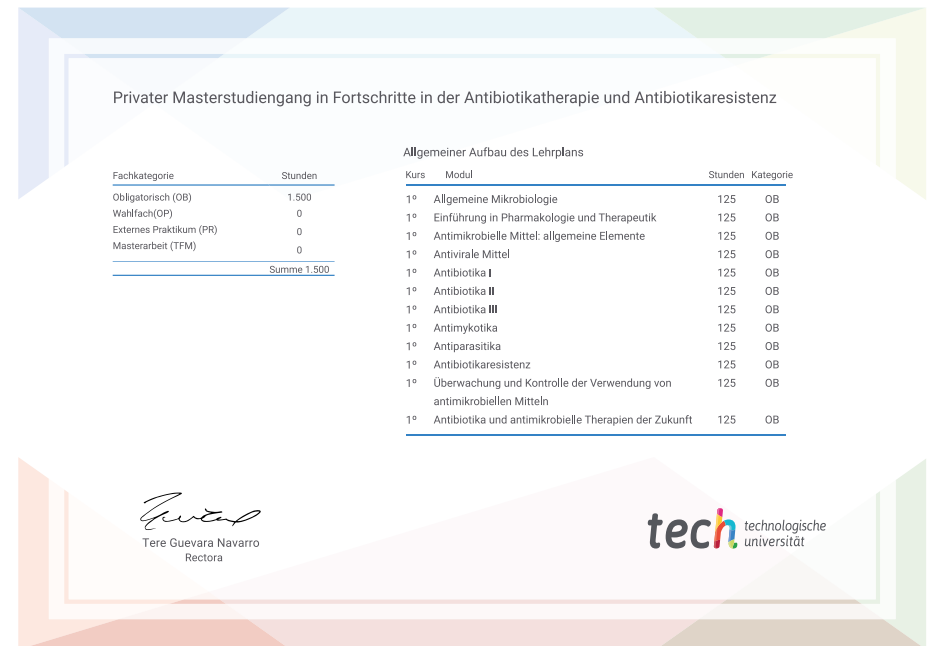 Privater Masterstudiengang in Fortschritte in der Antibiotikatherapie und Antibiotikaresistenz
Fachkategorie Stunden
Obligatorisch (OB) 1.500
Wahlfach(OP) 0
Externes Praktikum (PR) 0
Masterarbeit (TFM) 0
Summe 1.500
Allgemeiner Aufbau des Lehrplans
Kurs Modul Stunden Kategorie
1º Allgemeine Mikrobiologie 125 OB
1º Einführung in Pharmakologie und Therapeutik 125 OB
1º Antimikrobielle Mittel: allgemeine Elemente 125 OB
1º Antivirale Mittel 125 OB
1º Antibiotika I 125 OB
1º Antibiotika II 125 OB
1º Antibiotika III 125 OB
1º Antimykotika 125 OB
1º Antiparasitika 125 OB
1º Antibiotikaresistenz 125 OB
1º Überwachung und Kontrolle der Verwendung von 125 OB
antimikrobiellen Mitteln
1º Antibiotika und antimikrobielle Therapien der Zukunft 125 OB
Tere Guevara Navarro
Rectora
tech technologische
universität